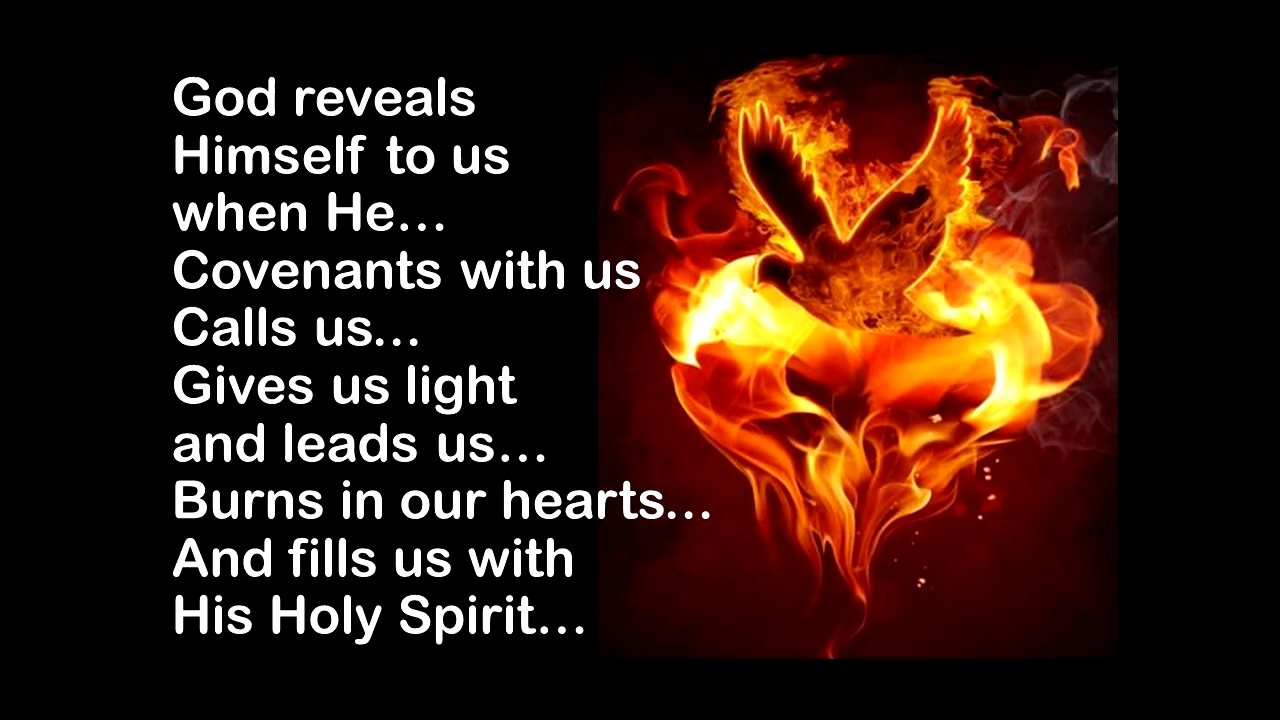 God reveals
Himself to us
when He...
Covenants with us
Calls us...
Gives us light
and leads us...
Burns in our hearts...
And fills us with
His Holy Spirit...